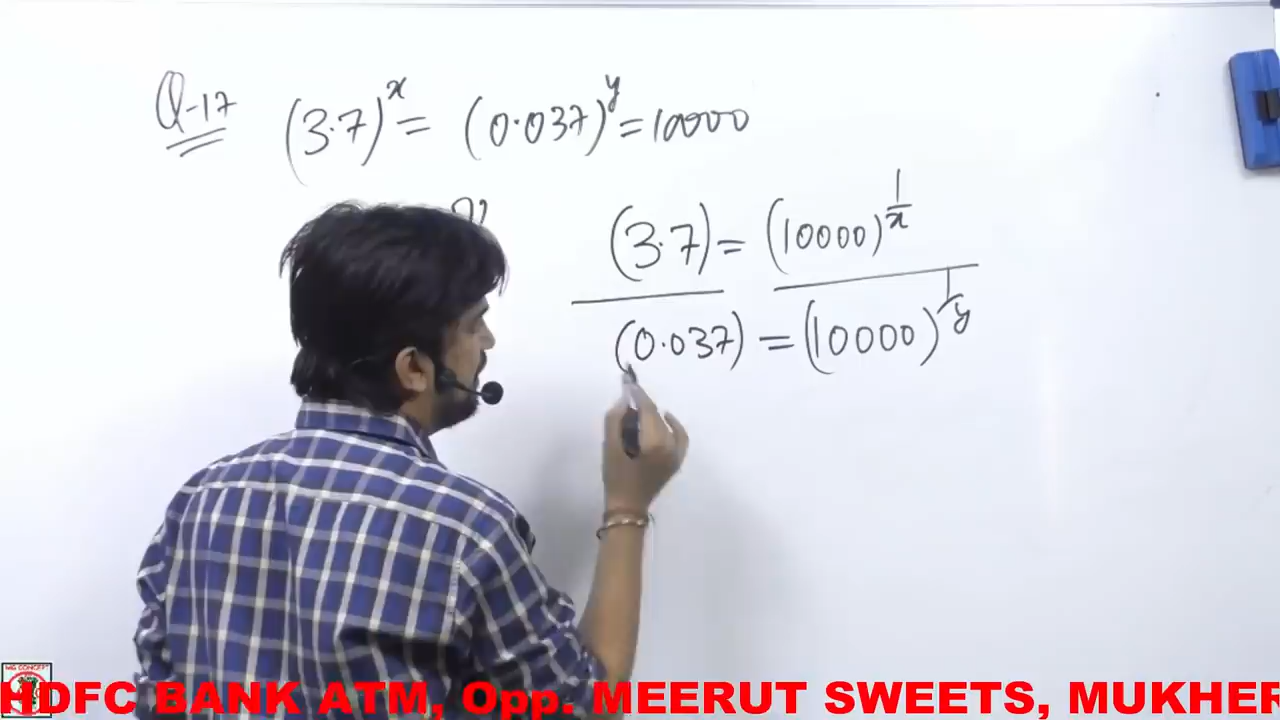 Q-17 (3.7)^x = (0.037)^y = 10000
(3.7) = (10000)^{1/x}
(0.037) = (10000)^{1/y}
HDFC BANK ATM, Opp. MEERUT SWEETS, MUKHER